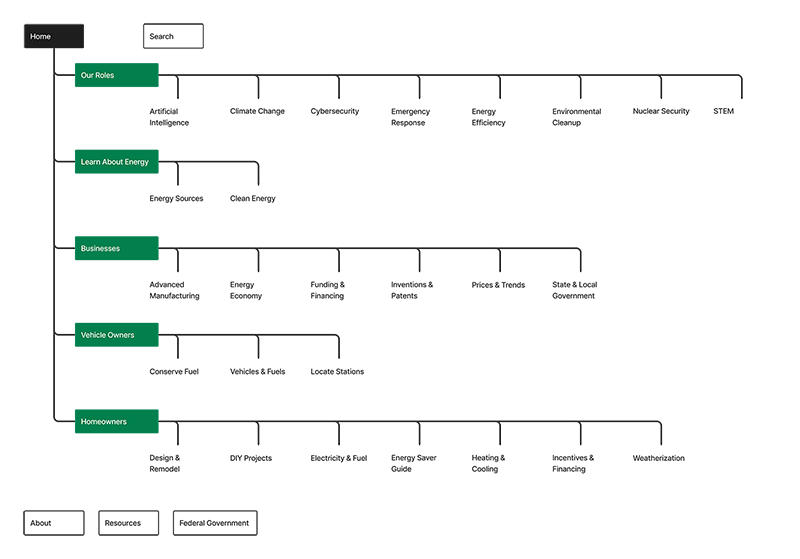 Home
Search
Our Roles
Artificial
Intelligence
Climate Change
Cybersecurity
Emergency
Response
Energy
Efficiency
Environmental
Cleanup
Nuclear Security
STEM
Learn About Energy
Energy Sources
Clean Energy
Businesses
Advanced
Manufacturing
Energy
Economy
Funding &
Financing
Inventions &
Patents
Prices & Trends
State & Local
Government
Vehicle Owners
Conserve Fuel
Vehicles & Fuels
Locate Stations
Homeowners
Design &
Remodel
DIY Projects
Electricity & Fuel
Energy Saver
Guide
Heating &
Cooling
Incentives &
Financing
Weatherization
About
Resources
Federal Government